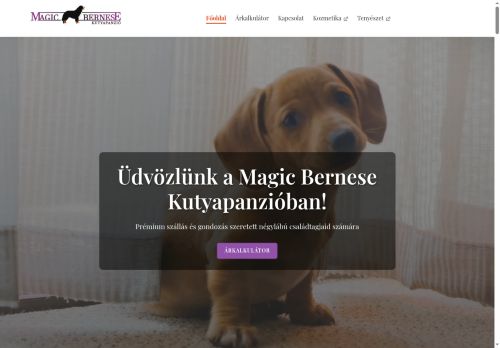 MAGIC BERNESE
KUTYAPANZIÓ
Főoldal Árkalkulátor Kapcsolat Kozmetika Tenyészet
Üdvözlünk a Magic Bernese
Kutyapanzióban!
Prémium szállás és gondozás szeretett négylábú családtagjaid számára
ÁRKALKULÁTOR